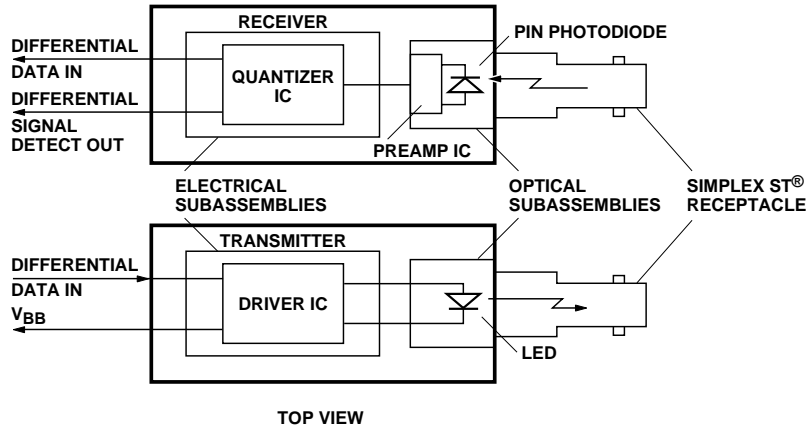 RECEIVER
PIN PHOTODIODE
DIFFERENTIAL
DATA IN
DIFFERENTIAL
SIGNAL
DETECT OUT
QUANTIZER
IC
PREAMP IC
ELECTRICAL
SUBASSEMBLIES
OPTICAL
SUBASSEMBLIES
SIMPLEX ST®
RECEPTACLE
TRANSMITTER
DIFFERENTIAL
DATA IN
VBB
DRIVER IC
LED
TOP VIEW